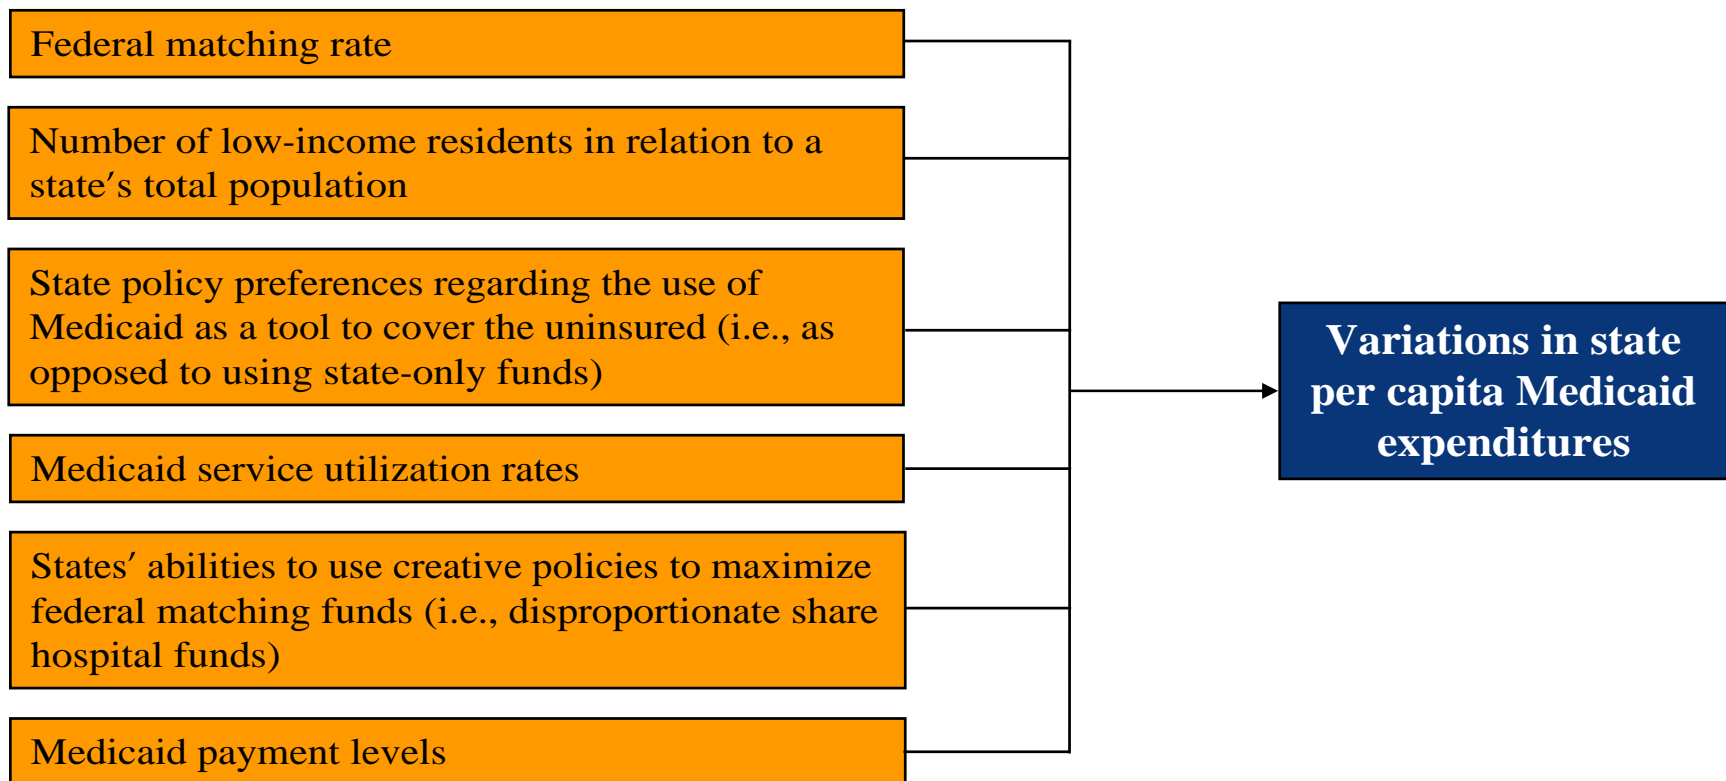 Federal matching rate
Number of low-income residents in relation to a
state′s total population
State policy preferences regarding the use of
Medicaid as a tool to cover the uninsured (i.e., as
opposed to using state-only funds)
Medicaid service utilization rates
States′ abilities to use creative policies to maximize
federal matching funds (i.e., disproportionate share
hospital funds)
Medicaid payment levels
Variations in state
per capita Medicaid
expenditures